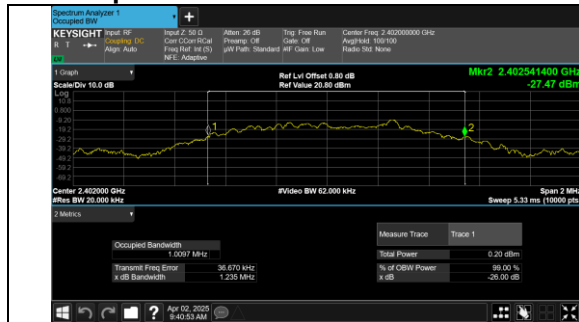 Spectrum Analyzer 1
Occupied BW
+
KEYSIGHT
R T
Input: RF
Coupling: DC
Align: Auto
Input Z: 50 Ω
Corr CCorr RCal
Freq Ref: Int (S)
NFE: Adaptive
Atten: 26 dB
Preamp: Off
µW Path: Standard
Trig: Free Run
Gate: Off
#IF Gain: Low
Center Freq: 2.402000000 GHz
Avg|Hold: 100/100
Radio Std: None
1 Graph
Scale/Div 10.0 dB
Ref Lvl Offset 0.80 dB
Ref Value 20.80 dBm
Mkr2 2.402541400 GHz
-27.47 dBm
Log
10.8
0.800
-9.20
-19.2
-29.2
-39.2
-49.2
-59.2
-69.2
1
2
Center 2.402000 GHz
#Res BW 20.000 kHz
#Video BW 62.000 kHz
Span 2 MHz
Sweep 5.33 ms (10000 pts)
2 Metrics
Measure Trace Trace 1
Occupied Bandwidth
1.0097 MHz
Total Power 0.20 dBm
Transmit Freq Error 36.670 kHz
% of OBW Power 99.00 %
x dB Bandwidth 1.235 MHz
x dB -26.00 dB
?
Apr 02, 2025
9:40:53 AM